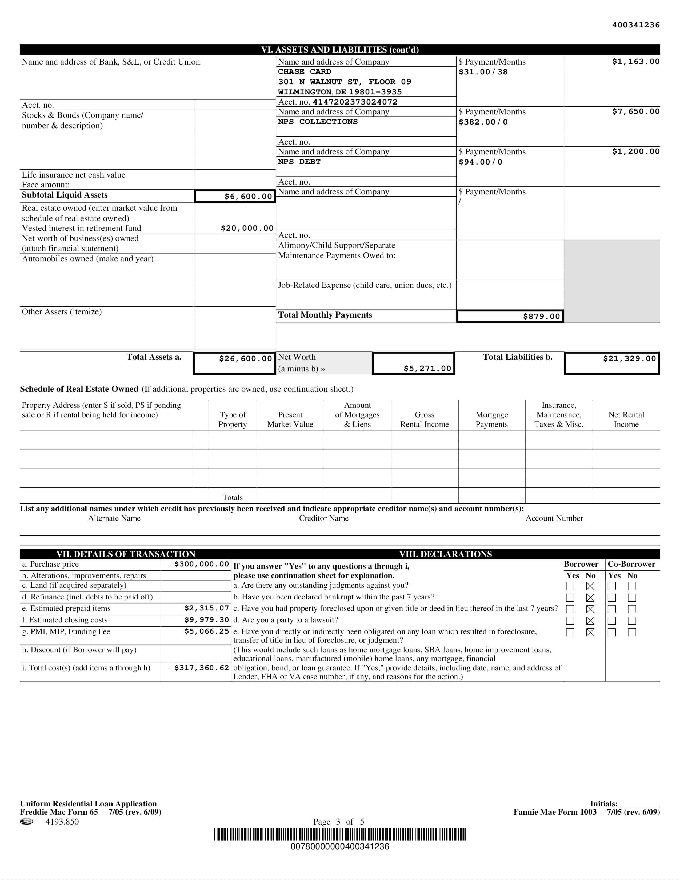 400341236
VI. ASSETS AND LIABILITIES (cont'd)
Name and address of Bank, S&L, or Credit Union
Acct. no.
Stocks & Bonds (Company name/
number & description)
Life insurance net cash value
Face amount:
Subtotal Liquid Assets $6,600.00
Real estate owned (enter market value from
schedule of real estate owned)
Vested interest in retirement fund $20,000.00
Net worth of business(es) owned
(attach financial statement)
Automobiles owned (make and year)
Other Assets (itemize)
Total Assets a. $26,600.00
Name and address of Company $ Payment/Months $1,163.00
CHASE CARD $31.00/38
301 N WALNUT ST, FLOOR 09
WILMINGTON, DE 19801-3935
Acct. no. 4147202373024072
Name and address of Company $ Payment/Months $7,650.00
NPS COLLECTIONS $382.00/0
Acct. no.
Name and address of Company $ Payment/Months $1,200.00
NPS DEBT $94.00/0
Acct. no.
Name and address of Company $ Payment/Months
/
Acct. no.
Alimony/Child Support/Separate
Maintenance Payments Owed to:
Job-Related Expense (child care, union dues, etc.)
Total Monthly Payments $879.00
Net Worth
(a minus b) » $5,271.00
Total Liabilities b. $21,329.00
Schedule of Real Estate Owned (If additional properties are owned, use continuation sheet.)
Property Address (enter S if sold, PS if pending
sale or R if rental being held for income)
Type of
Property
Present
Market Value
Amount
of Mortgages
& Liens
Gross
Rental Income
Mortgage
Payments
Insurance,
Maintenance,
Taxes & Misc.
Net Rental
Income
Totals
List any additional names under which credit has previously been received and indicate appropriate creditor name(s) and account number(s):
Alternate Name Creditor Name Account Number
VII. DETAILS OF TRANSACTION
a. Purchase price $300,000.00
b. Alterations, improvements, repairs
c. Land (if acquired separately)
d. Refinance (incl. debts to be paid off)
e. Estimated prepaid items $2,315.07
f. Estimated closing costs $9,979.30
g. PMI, MIP, Funding Fee $5,066.25
h. Discount (if Borrower will pay)
i. Total cost(s) (add items a through h) $317,360.62
VIII. DECLARATIONS
If you answer "Yes" to any questions a through i,
please use continuation sheet for explanation.
Borrower Co-Borrower
Yes No Yes No
a. Are there any outstanding judgments against you?
b. Have you been declared bankrupt within the past 7 years?
c. Have you had property foreclosed upon or given title or deed in lieu thereof in the last 7 years?
d. Are you a party to a lawsuit?
e. Have you directly or indirectly been obligated on any loan which resulted in foreclosure,
transfer of title in lieu of foreclosure, or judgment?
(This would include such loans as home mortgage loans, SBA loans, home improvement loans,
educational loans, manufactured (mobile) home loans, any mortgage, financial
obligation, bond, or loan guarantee. If "Yes," provide details, including date, name, and address of
Lender, FHA or VA case number, if any, and reasons for the action.)
Uniform Residential Loan Application
Freddie Mac Form 65 7/05 (rev. 6/09)
4193.850
Page 3 of 5
00780000000400341236
Initials:
Fannie Mae Form 1003 7/05 (rev. 6/09)